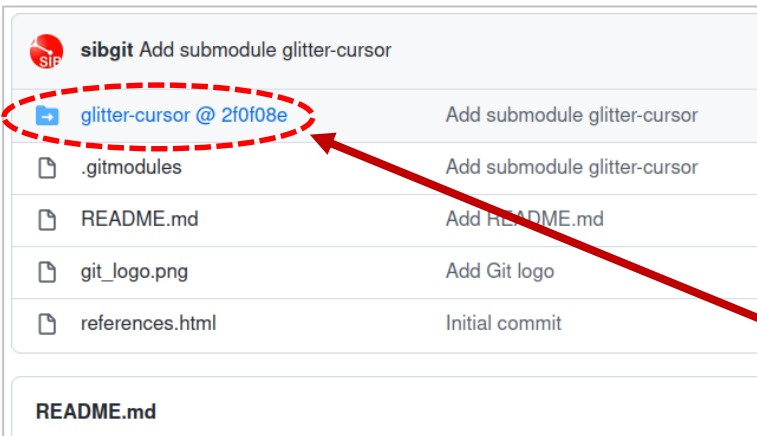 SIB
sibgit Add submodule glitter-cursor
glitter-cursor @ 2f0f08e Add submodule glitter-cursor
.gitmodules Add submodule glitter-cursor
README.md Add README.md
git_logo.png Add Git logo
references.html Initial commit
README.md